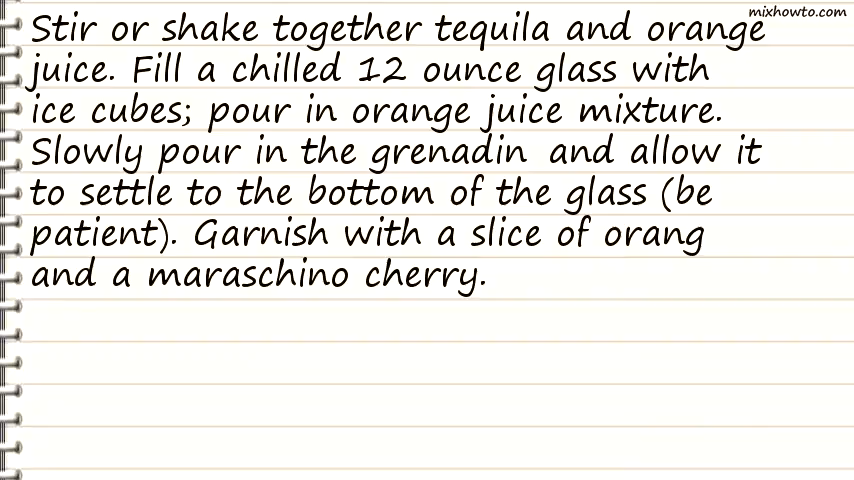 mixhowto.com
Stir or shake together tequila and orange
juice. Fill a chilled 12 ounce glass with
ice cubes; pour in orange juice mixture.
Slowly pour in the grenadin and allow it
to settle to the bottom of the glass (be
patient). Garnish with a slice of orang
and a maraschino cherry.